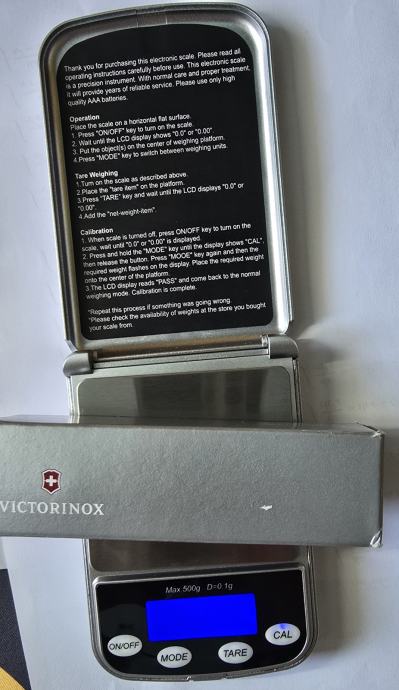 Thank you for purchasing this electronic scale. Please read all
operating instructions carefully before use. This electronic scale
is a precision instrument. With normal care and proper treatment,
it will provide years of reliable service. Please use only high
quality AAA batteries.
Operation
Place the scale on a horizontal flat surface.
1. Press "ON/OFF" key to turn on the scale.
2. Wait until the LCD display shows "0.0" or "0.00".
3. Put the object(s) on the center of weighing platform.
4.Press "MODE" key to switch between weighing units.
Tare Weighing
1.Turn on the scale as described above.
2.Place the "tare item" on the platform.
3.Press "TARE" key and wait until the LCD displays "0.0" or
"0.00".
4.Add the "net-weight-item".
Calibration
1. When scale is turned off, press ON/OFF key to turn on the
scale, wait until "0.0" or "0.00" is displayed.
2. Press and hold the "MODE" key until the display shows "CAL",
then release the button. Press "MOOE" key again and then the
required weight flashes on the display. Place the required weight
onto the center of the platform.
3.The LCD display reads "PASS" and come back to the normal
weighing mode. Calibration is complete.
*Repeat this process if something was going wrong.
*Please check the availability of weights at the store you bought
your scale from.
VICTORINOX
Max 500g D=0.1g
ON/OFF
MODE
TARE
CAL